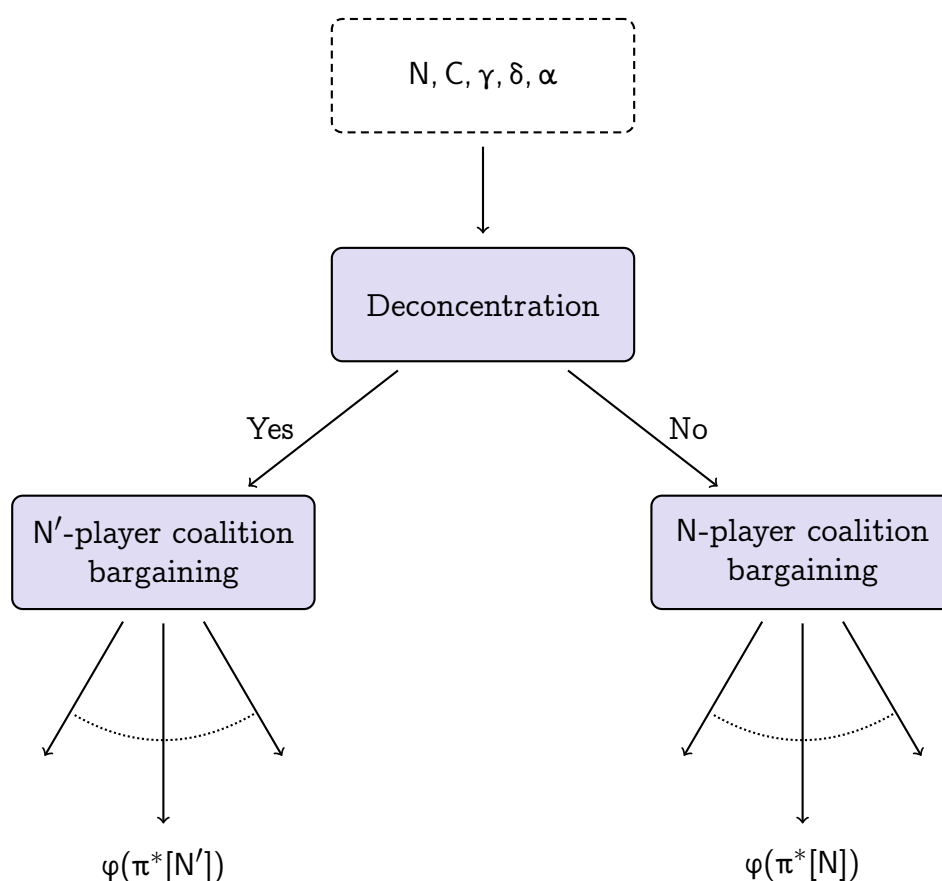 N, C, γ, δ, α
Deconcentration
Yes
No
N′-player coalition
bargaining
N-player coalition
bargaining
φ(π*[N′])
φ(π*[N])